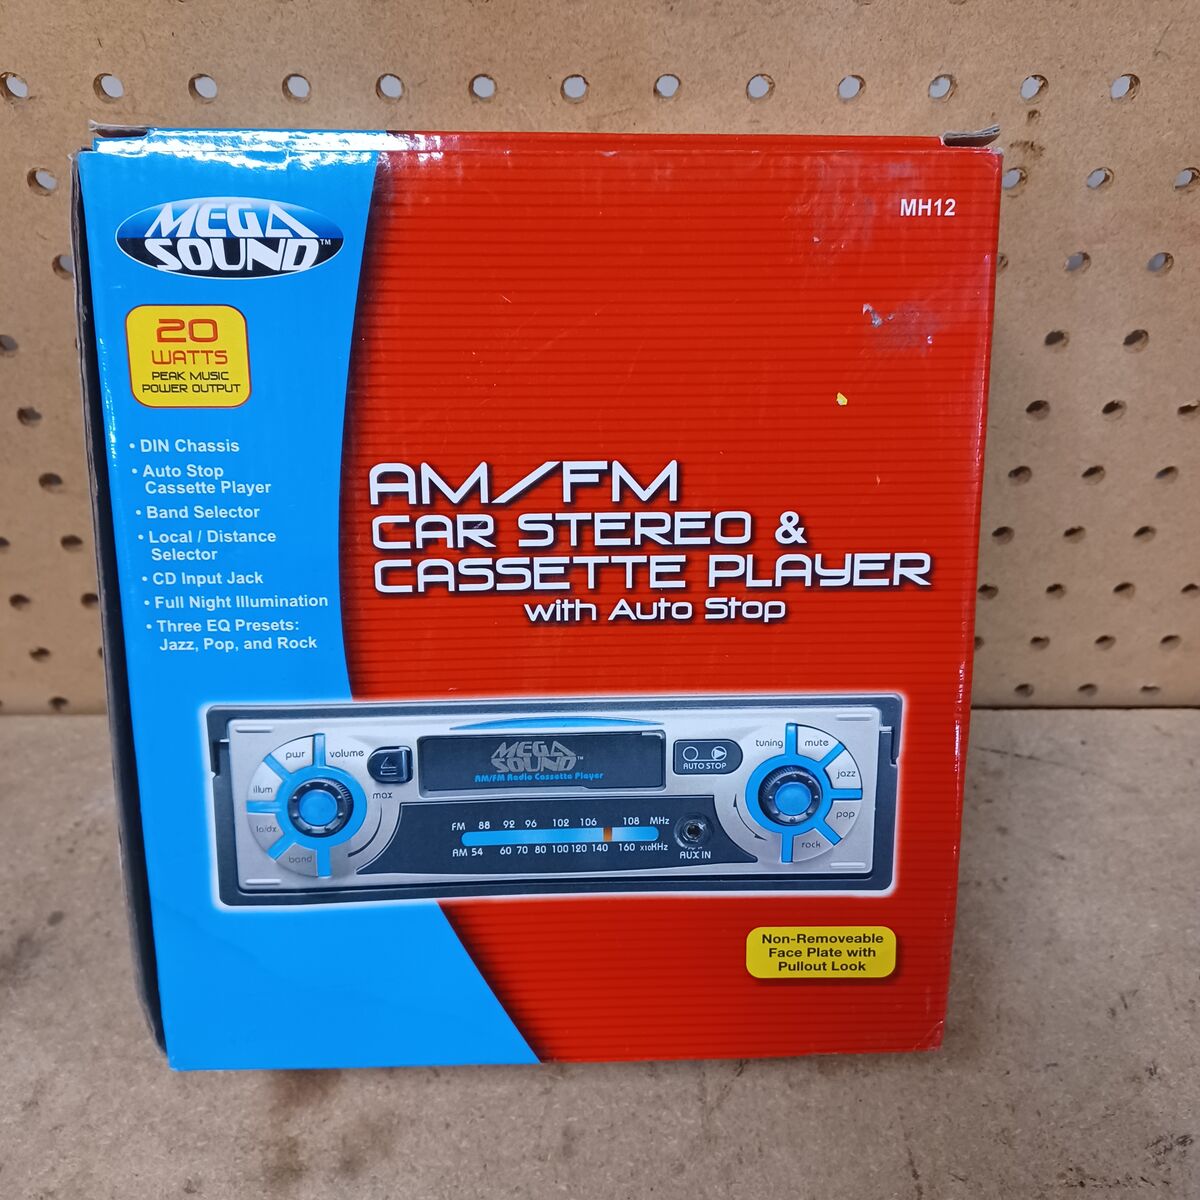 MEGA
SOUND™
MH12
20
WATTS
PEAK MUSIC
POWER OUTPUT
• DIN Chassis
• Auto Stop
Cassette Player
• Band Selector
• Local / Distance
Selector
• CD Input Jack
• Full Night Illumination
• Three EQ Presets:
Jazz, Pop, and Rock
AM/FM
CAR STEREO &
CASSETTE PLAYER
with Auto Stop
pwr volume
illum
lo/dx
band
max
MEGA
SOUND™
AM/FM Radio Cassette Player
AUTO STOP
FM 88 92 96 102 106 108 MHz
AM 54 60 70 80 100 120 140 160 x10KHz
AUX IN
tuning mute
jazz
pop
rock
Non-Removeable
Face Plate with
Pullout Look